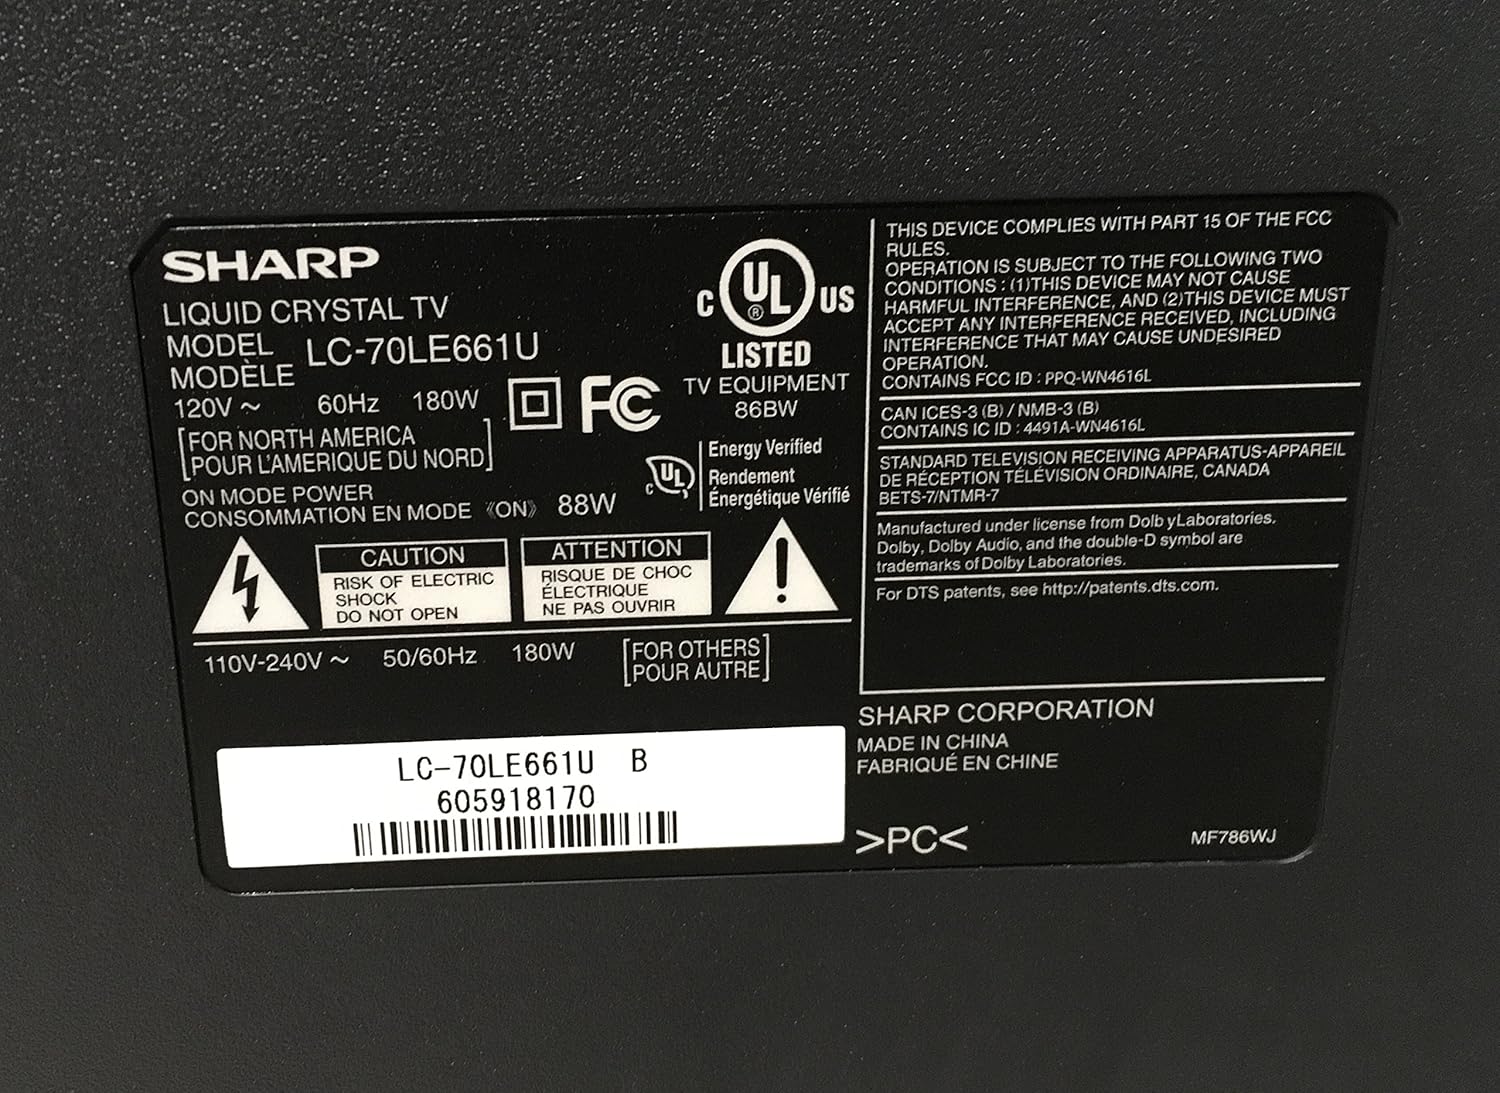 SHARP
LIQUID CRYSTAL TV
MODEL
MODÈLE
LC-70LE661U
120V ~ 60Hz 180W
[FOR NORTH AMERICA
POUR L'AMERIQUE DU NORD]
ON MODE POWER
CONSOMMATION EN MODE 《ON》 88W
FC
C UL ® US
LISTED
TV EQUIPMENT
86BW
C UL
Energy Verified
Rendement
Énergétique Vérifié
CAUTION
RISK OF ELECTRIC
SHOCK
DO NOT OPEN
ATTENTION
RISQUE DE CHOC
ÉLECTRIQUE
NE PAS OUVRIR
!
110V-240V ~ 50/60Hz 180W
[FOR OTHERS
POUR AUTRE]
LC-70LE661U B
605918170
THIS DEVICE COMPLIES WITH PART 15 OF THE FCC
RULES.
OPERATION IS SUBJECT TO THE FOLLOWING TWO
CONDITIONS : (1)THIS DEVICE MAY NOT CAUSE
HARMFUL INTERFERENCE, AND (2)THIS DEVICE MUST
ACCEPT ANY INTERFERENCE RECEIVED, INCLUDING
INTERFERENCE THAT MAY CAUSE UNDESIRED
OPERATION.
CONTAINS FCC ID : PPQ-WN4616L
CAN ICES-3 (B) / NMB-3 (B)
CONTAINS IC ID : 4491A-WN4616L
STANDARD TELEVISION RECEIVING APPARATUS-APPAREIL
DE RÉCEPTION TÉLÉVISION ORDINAIRE, CANADA
BETS-7/NTMR-7
Manufactured under license from Dolb yLaboratories.
Dolby, Dolby Audio, and the double-D symbol are
trademarks of Dolby Laboratories.
For DTS patents, see http://patents.dts.com.
SHARP CORPORATION
MADE IN CHINA
FABRIQUÉ EN CHINE
>PC<
MF786WJ